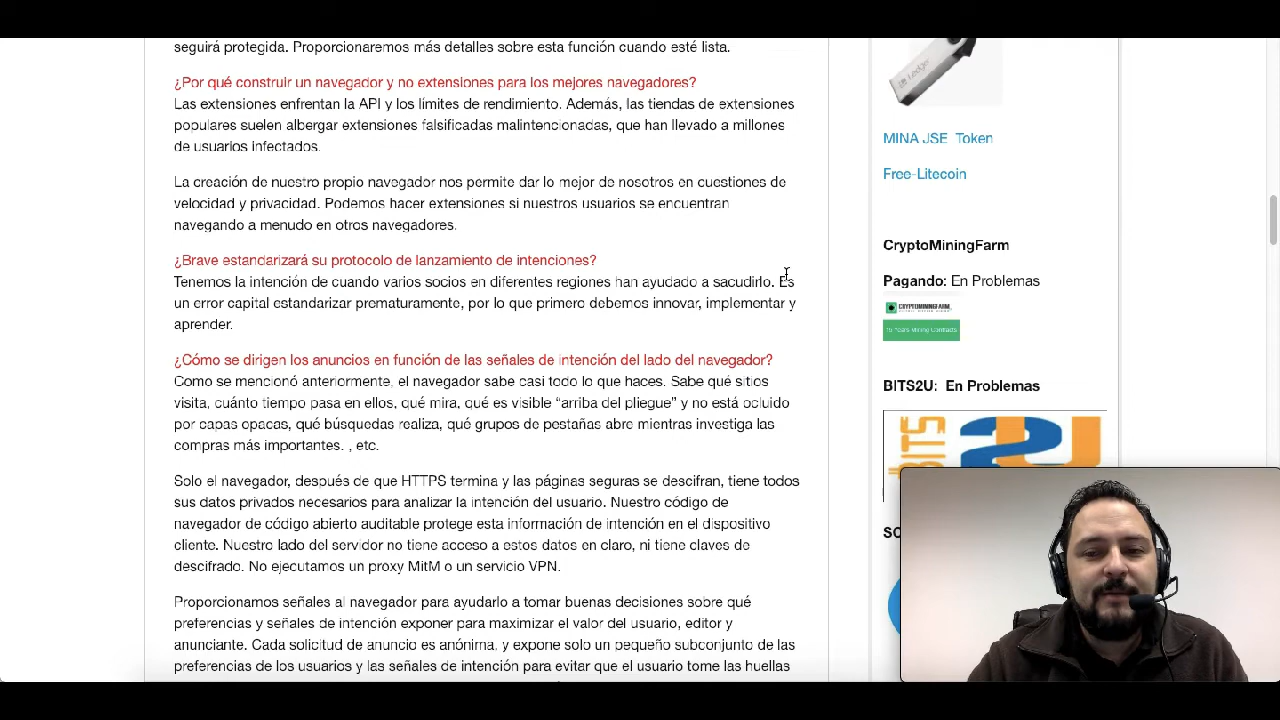 seguirá protegida. Proporcionaremos más detalles sobre esta función cuando esté lista.
¿Por qué construir un navegador y no extensiones para los mejores navegadores?
Las extensiones enfrentan la API y los límites de rendimiento. Además, las tiendas de extensiones
populares suelen albergar extensiones falsificadas malintencionadas, que han llevado a millones
de usuarios infectados.
La creación de nuestro propio navegador nos permite dar lo mejor de nosotros en cuestiones de
velocidad y privacidad. Podemos hacer extensiones si nuestros usuarios se encuentran
navegando a menudo en otros navegadores.
¿Brave estandarizará su protocolo de lanzamiento de intenciones?
Tenemos la intención de cuando varios socios en diferentes regiones han ayudado a sacudirlo. Es
un error capital estandarizar prematuramente, por lo que primero debemos innovar, implementar y
aprender.
¿Cómo se dirigen los anuncios en función de las señales de intención del lado del navegador?
Como se mencionó anteriormente, el navegador sabe casi todo lo que haces. Sabe qué sitios
visita, cuánto tiempo pasa en ellos, qué mira, qué es visible “arriba del pliegue” y no está ocluido
por capas opacas, qué búsquedas realiza, qué grupos de pestañas abre mientras investiga las
compras más importantes. , etc.
Solo el navegador, después de que HTTPS termina y las páginas seguras se descifran, tiene todos
sus datos privados necesarios para analizar la intención del usuario. Nuestro código de
navegador de código abierto auditable protege esta información de intención en el dispositivo
cliente. Nuestro lado del servidor no tiene acceso a estos datos en claro, ni tiene claves de
descifrado. No ejecutamos un proxy MitM o un servicio VPN.
Proporcionamos señales al navegador para ayudarlo a tomar buenas decisiones sobre qué
preferencias y señales de intención exponer para maximizar el valor del usuario, editor y
anunciante. Cada solicitud de anuncio es anónima, y expone solo un pequeño subconjunto de las
preferencias de los usuarios y las señales de intención para evitar que el usuario tome las huellas
Ledger
MINA JSE Token
Free-Litecoin
CryptoMiningFarm
Pagando: En Problemas
CRYPTOMININGFARM
15 Years Mining Contracts
BITS2U: En Problemas
BITS
2U